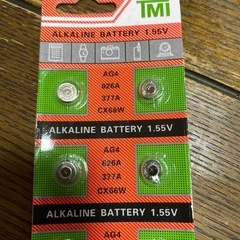 TMI
ALKALINE BATTERY 1.55V
AG4
626A
377A
CX66W
ALKALINE BATTERY 1.55V
AG4
626A
377A
CX66W
ALKALINE BATTERY 1.55V
AG4